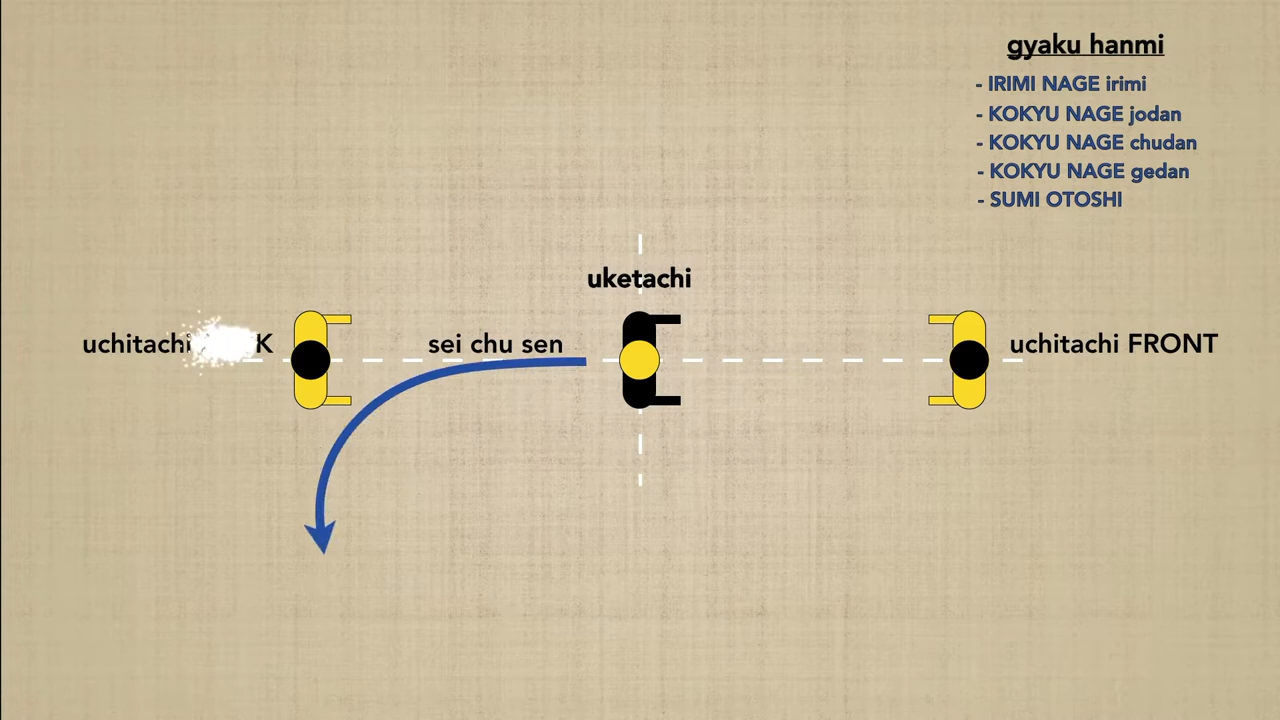 gyaku hanmi
- IRIMI NAGE irimi
- KOKYU NAGE jodan
- KOKYU NAGE chudan
- KOKYU NAGE gedan
- SUMI OTOSHI
uketachi
uchitachi
sei chu sen
uchitachi FRONT